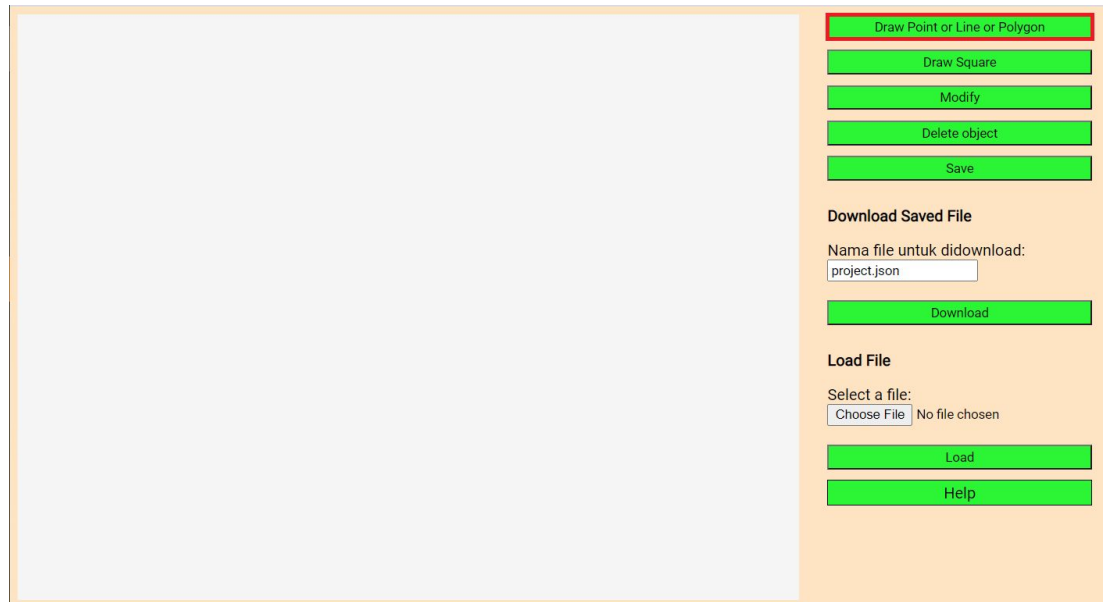 Draw Point or Line or Polygon
Draw Square
Modify
Delete object
Save
Download Saved File
Nama file untuk didownload:
project.json
Download
Load File
Select a file:
Choose File No file chosen
Load
Help